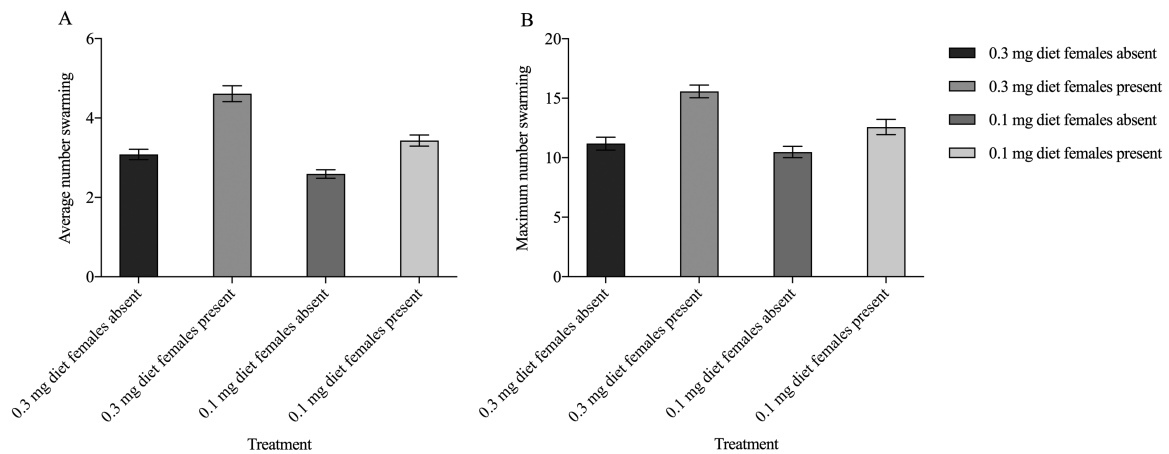 A
Average number swarming
6
4
2
0
0.3 mg diet females absent
0.3 mg diet females present
0.1 mg diet females absent
0.1 mg diet females present
Treatment
B
Maximum number swarming
20
15
10
5
0
0.3 mg diet females absent
0.3 mg diet females present
0.1 mg diet females absent
0.1 mg diet females present
Treatment
0.3 mg diet females absent
0.3 mg diet females present
0.1 mg diet females absent
0.1 mg diet females present